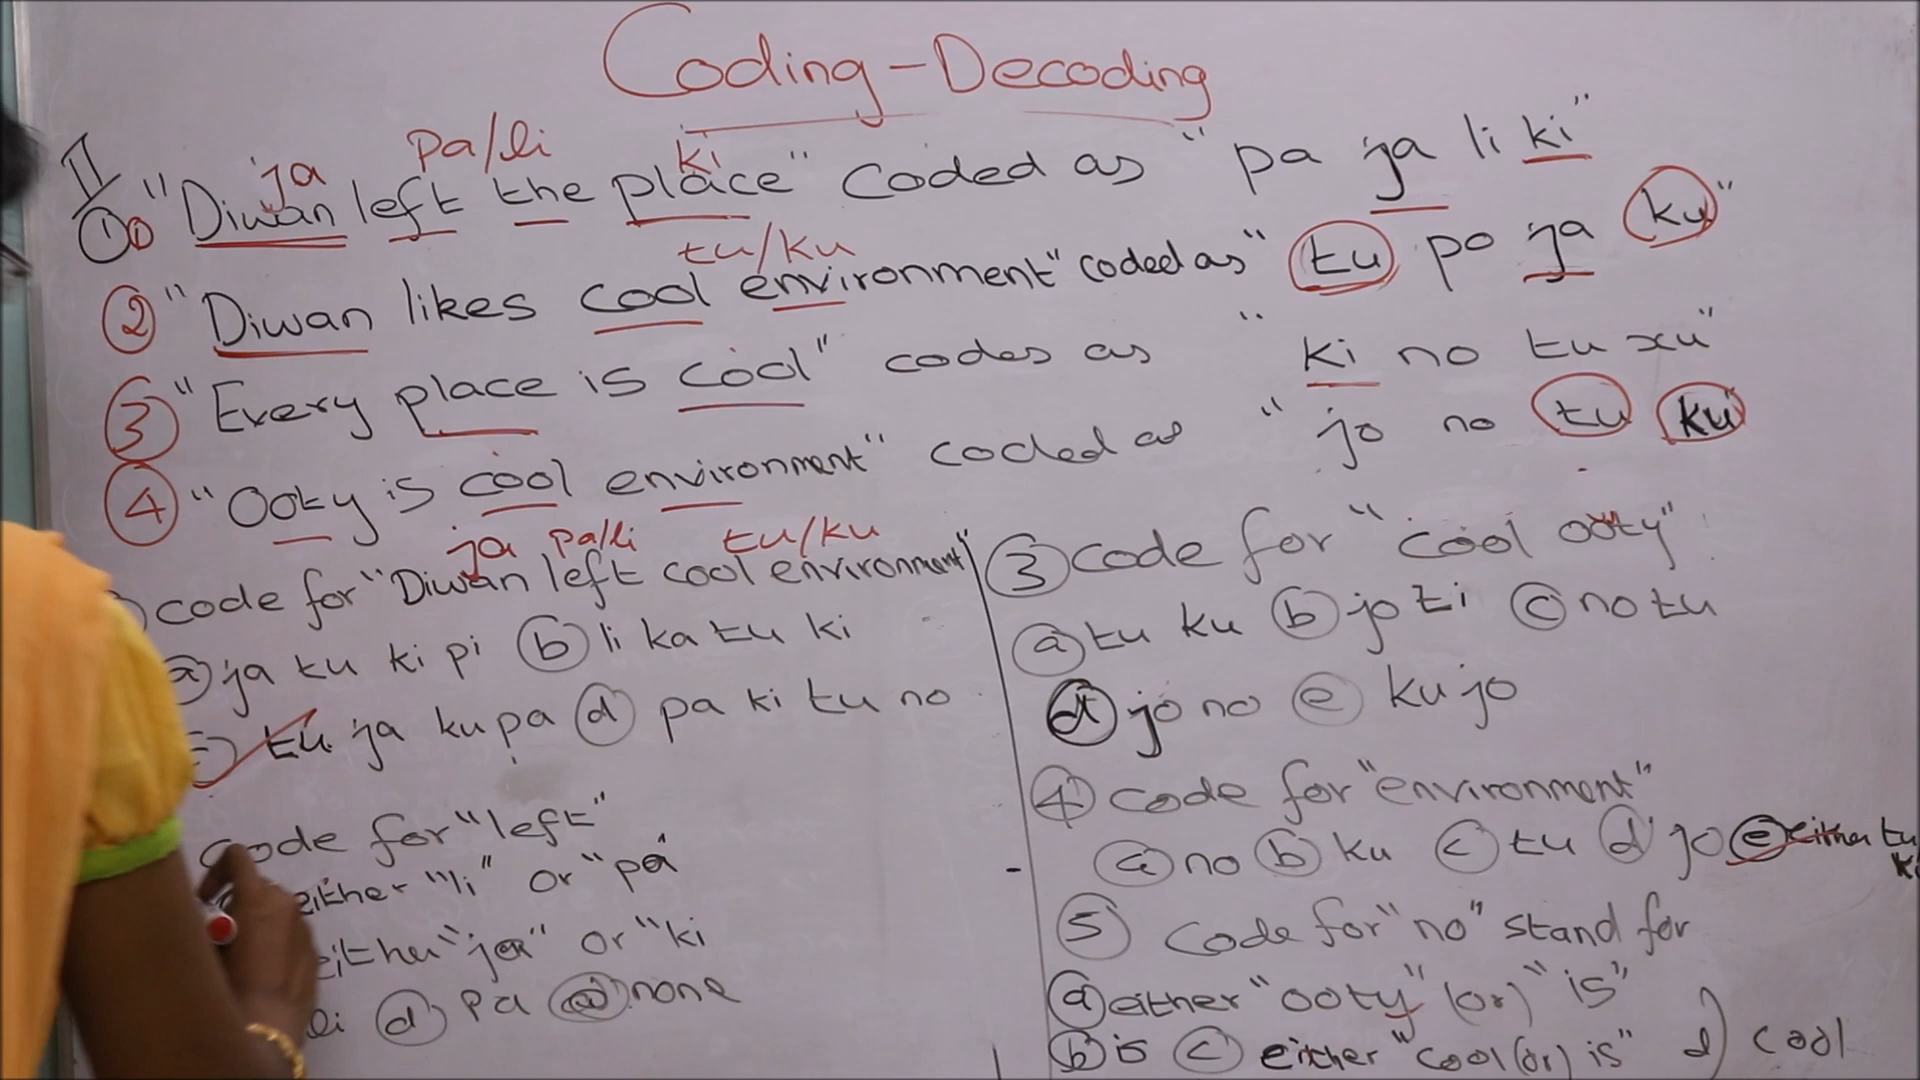 Coding-Decoding
ja pa/li ki
II
① "Diwan left the place" coded as "pa ja li ki"
tu/ku
② "Diwan likes cool environment" coded as "tu po ja ku"
③ "Every place is cool" codes as "ki no tu xu"
④ "Ooty is cool environment" coded as "jo no tu ku"
ja pa/li tu/ku
code for "Diwan left cool environment"
ⓐ ja tu ki pi ⓑ li ka tu ki
tu ja ku pa ⓓ pa ki tu no
code for "left"
either "li" or "pa
either "ja" or "ki
li ⓓ pa ⓔ none
③ code for "cool ooty"
ⓐ tu ku ⓑ jo ti ⓒ no tu
ⓓ jo no ⓔ ku jo
④ code for "environment"
ⓐ no ⓑ ku ⓒ tu ⓓ jo ⓔ either tu
⑤ code for "no" stand for
ⓐ either "ooty" (or) "is"
ⓑ is ⓒ either "cool (or) is" d) cool